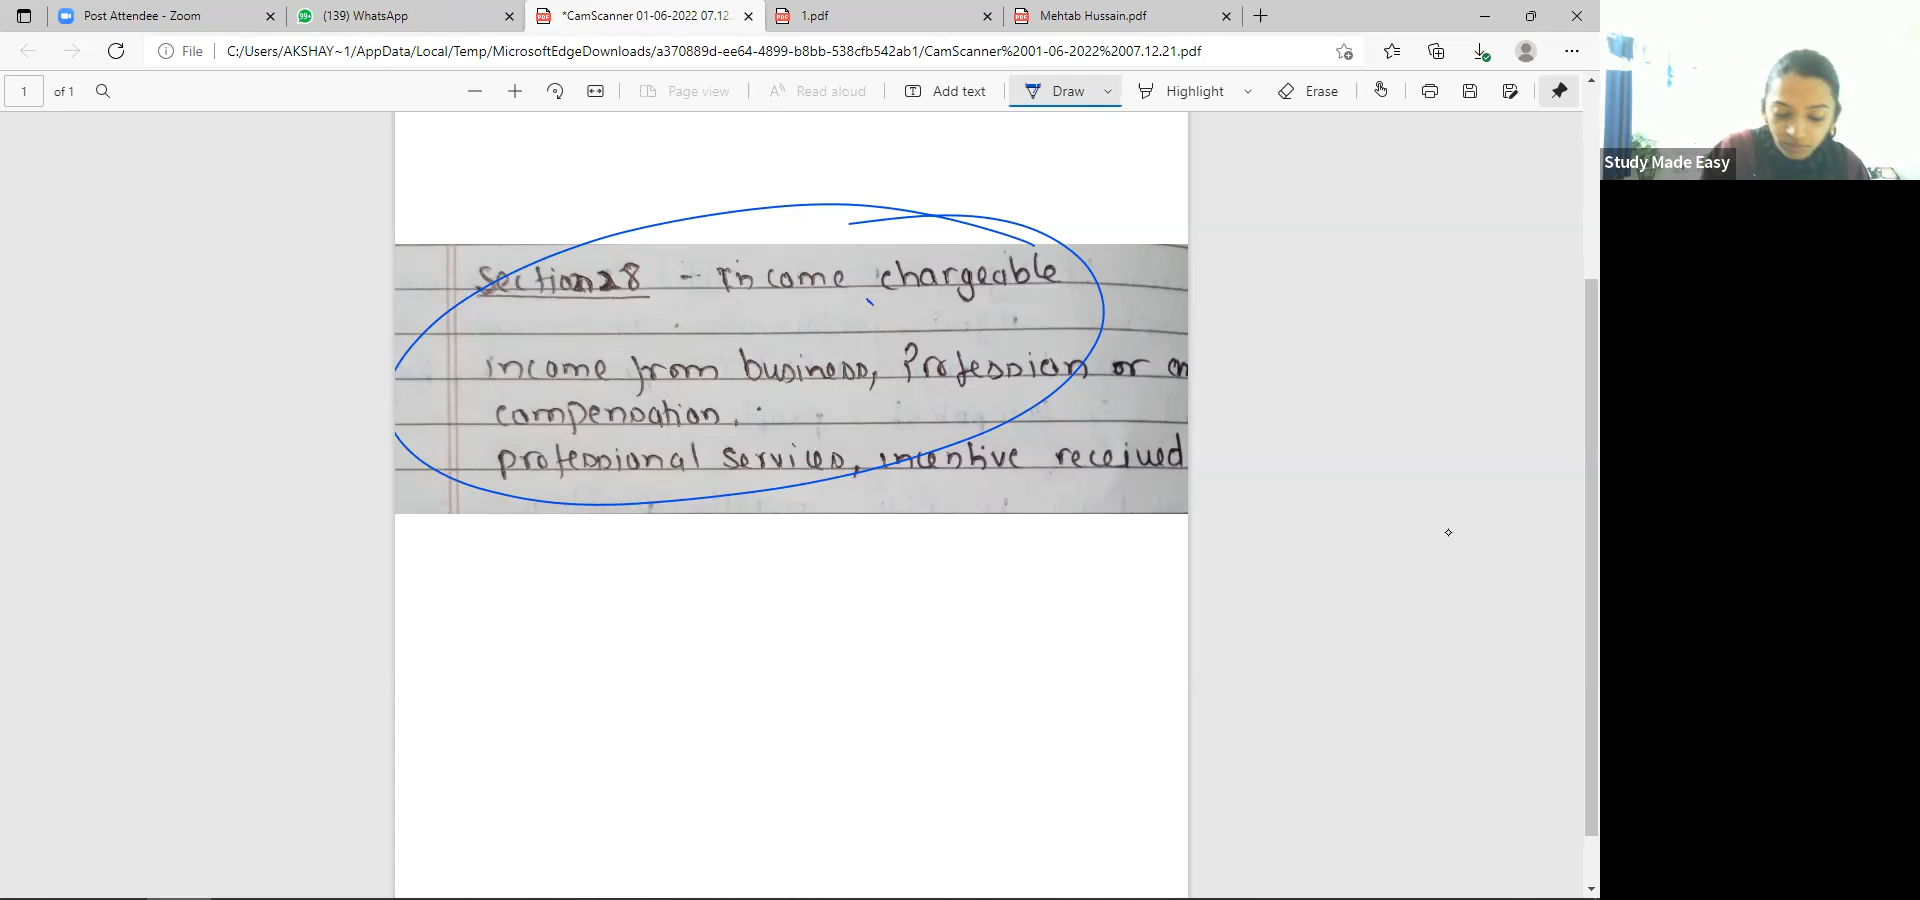 Post Attendee - Zoom
(139) WhatsApp
*CamScanner 01-06-2022 07.12..
1.pdf
Mehtab Hussain.pdf
File
C:/Users/AKSHAY~1/AppData/Local/Temp/MicrosoftEdgeDownloads/a370889d-ee64-4899-b8bb-538cfb542ab1/CamScanner%2001-06-2022%2007.12.21.pdf
1 of 1
Page view
Read aloud
Add text
Draw
Highlight
Erase
Study Made Easy
Section 28 - Income chargeable
income from business, Profession or
compensation.
professional services, incentive received